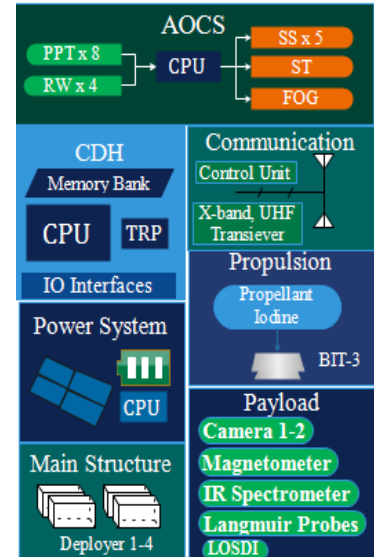 AOCS
PPT x 8
RW x 4
CPU
SS x 5
ST
FOG
CDH
Memory Bank
CPU
TRP
IO Interfaces
Communication
Control Unit
X-band, UHF
Transiever
Propulsion
Propellant
Iodine
BIT-3
Power System
CPU
Main Structure
Deployer 1-4
Payload
Camera 1-2
Magnetometer
IR Spectrometer
Langmuir Probes
LOSDI